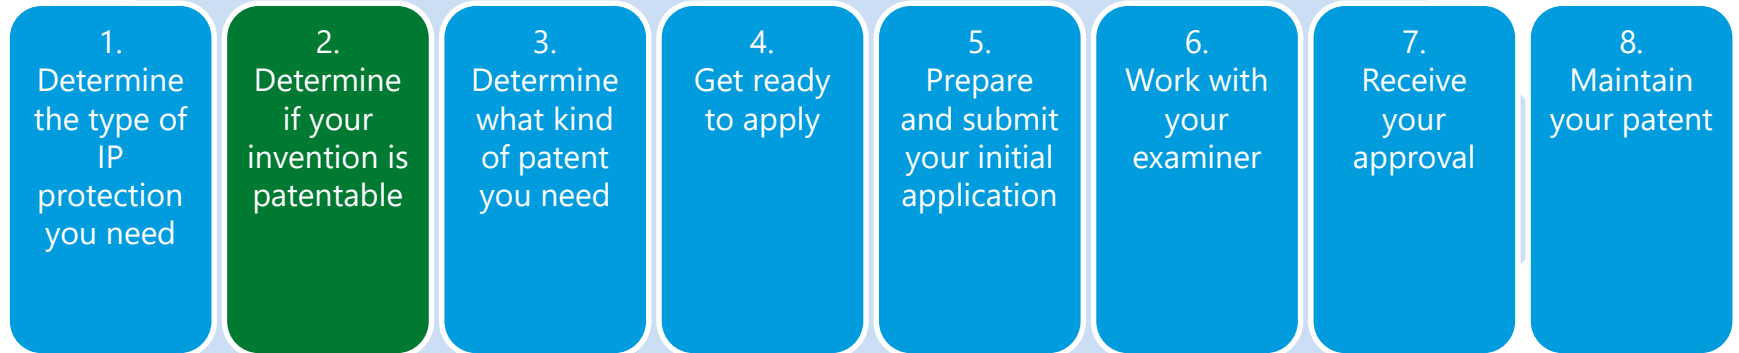 1.
Determine
the type of
IP
protection
you need
2.
Determine
if your
invention is
patentable
3.
Determine
what kind
of patent
you need
4.
Get ready
to apply
5.
Prepare
and submit
your initial
application
6.
Work with
your
examiner
7.
Receive
your
approval
8.
Maintain
your patent